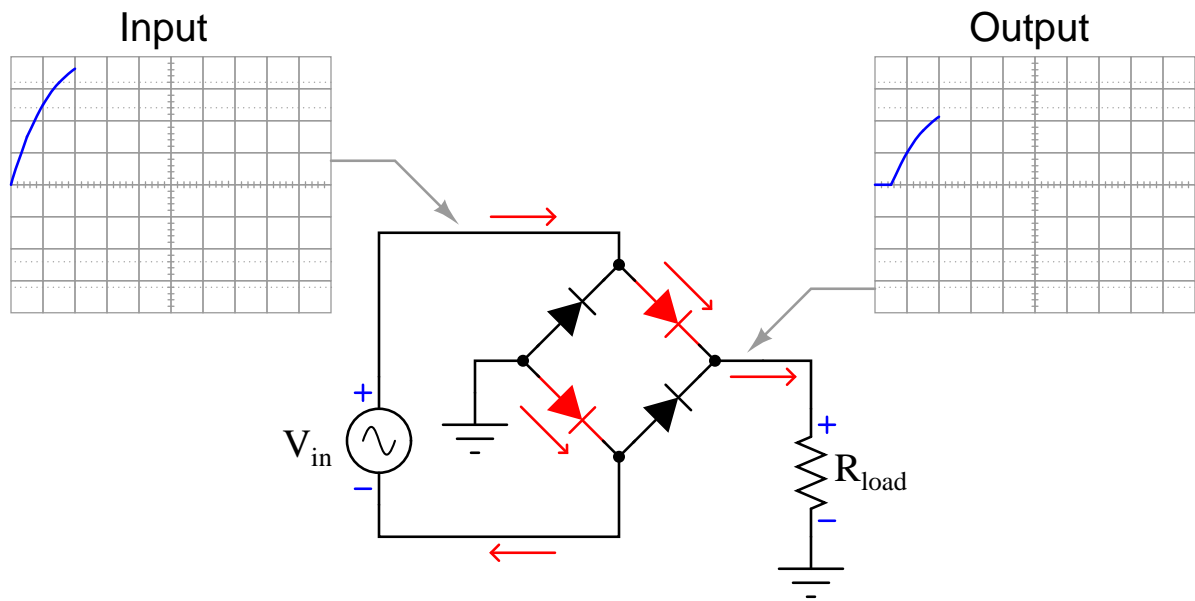 Input
Output
+
V_in
−
+
R_load
−